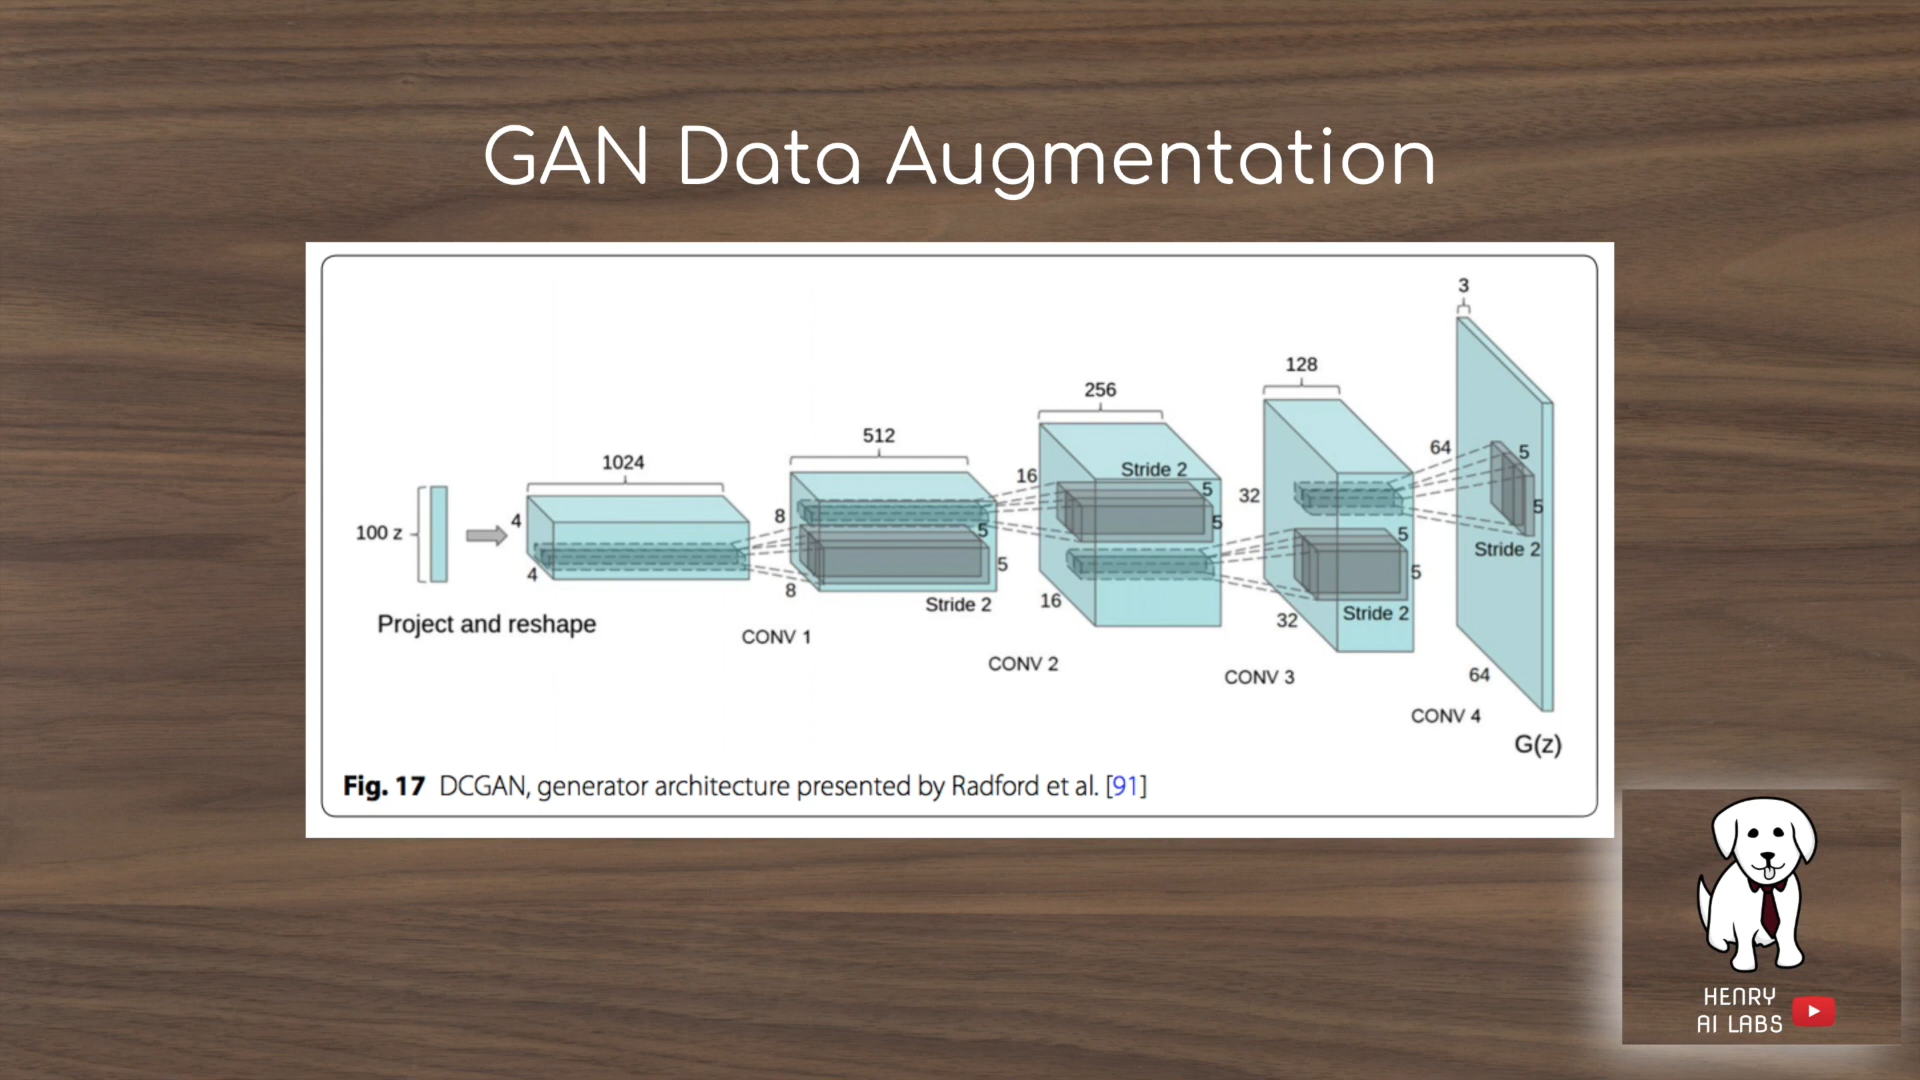 GAN Data Augmentation
3
128
256
512
1024
64
16
Stride 2
5
32
5
8
4
5
5
5
100 z
5
5
Stride 2
4
8
5
5
Stride 2
16
Stride 2
32
Project and reshape
CONV 1
CONV 2
CONV 3
64
CONV 4
G(z)
Fig. 17 DCGAN, generator architecture presented by Radford et al. [91]
HENRY
AI LABS